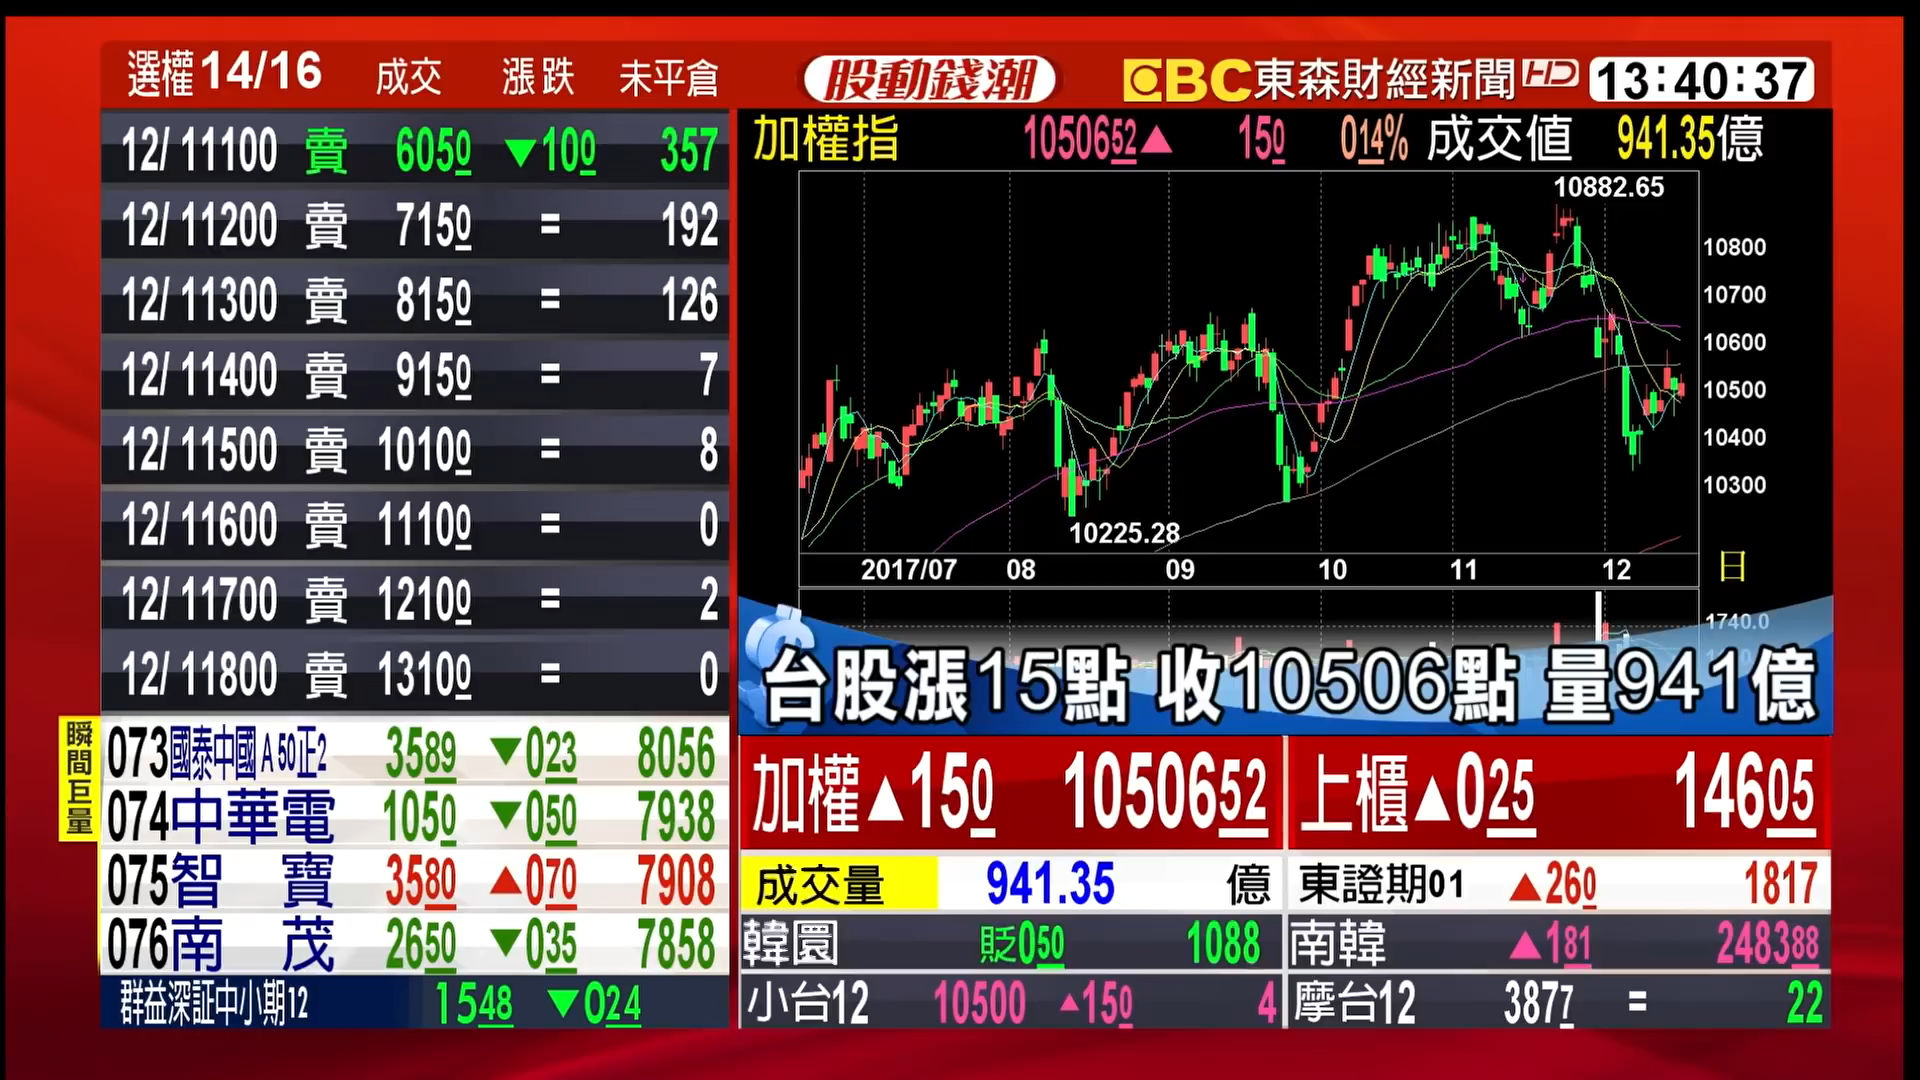 選權14/16 成交 漲跌 未平倉
12/ 11100 賣 6050 ▼100 357
12/ 11200 賣 7150 = 192
12/ 11300 賣 8150 = 126
12/ 11400 賣 9150 = 7
12/ 11500 賣 10100 = 8
12/ 11600 賣 11100 = 0
12/ 11700 賣 12100 = 2
12/ 11800 賣 13100 = 0
瞬間巨量
073國泰中國A50正2 3589 ▼023 8056
074中華電 1050 ▼050 7938
075智寶 3580 ▲070 7908
076南茂 2650 ▼035 7858
群益深証中小期12 1548 ▼024
股動錢潮 EBC東森財經新聞HD 13:40:37
加權指 1050652▲ 150 014% 成交值 941.35億
10882.65
10800
10700
10600
10500
10400
10300
10225.28
2017/07 08 09 10 11 12 日
1740.0
台股漲15點 收10506點 量941億
加權▲150 1050652
上櫃▲025 14605
成交量 941.35 億
東證期01 ▲260 1817
韓圜 貶050 1088
南韓 ▲181 248388
小台12 10500 ▲150 4
摩台12 3877 = 22